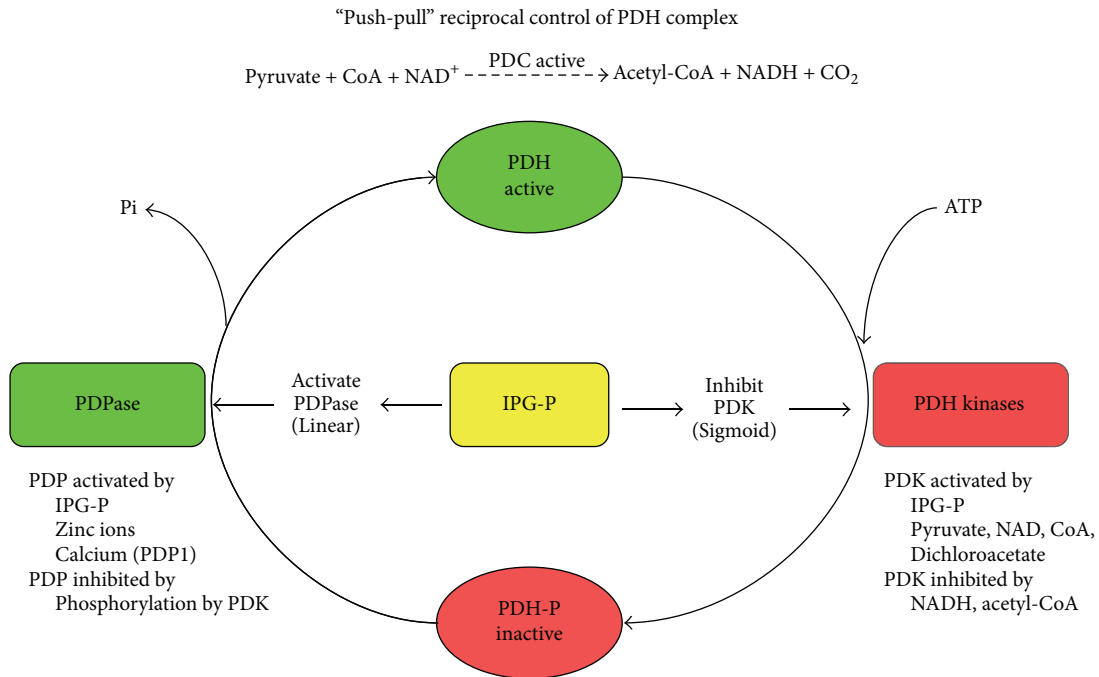 “Push-pull” reciprocal control of PDH complex
PDC active
Pyruvate + CoA + NAD⁺ Acetyl-CoA + NADH + CO₂
PDH
active
Pi
ATP
PDPase
Activate
PDPase
(Linear)
IPG-P
Inhibit
PDK
(Sigmoid)
PDH kinases
PDP activated by
IPG-P
Zinc ions
Calcium (PDP1)
PDP inhibited by
Phosphorylation by PDK
PDK activated by
IPG-P
Pyruvate, NAD, CoA,
Dichloroacetate
PDK inhibited by
NADH, acetyl-CoA
PDH-P
inactive